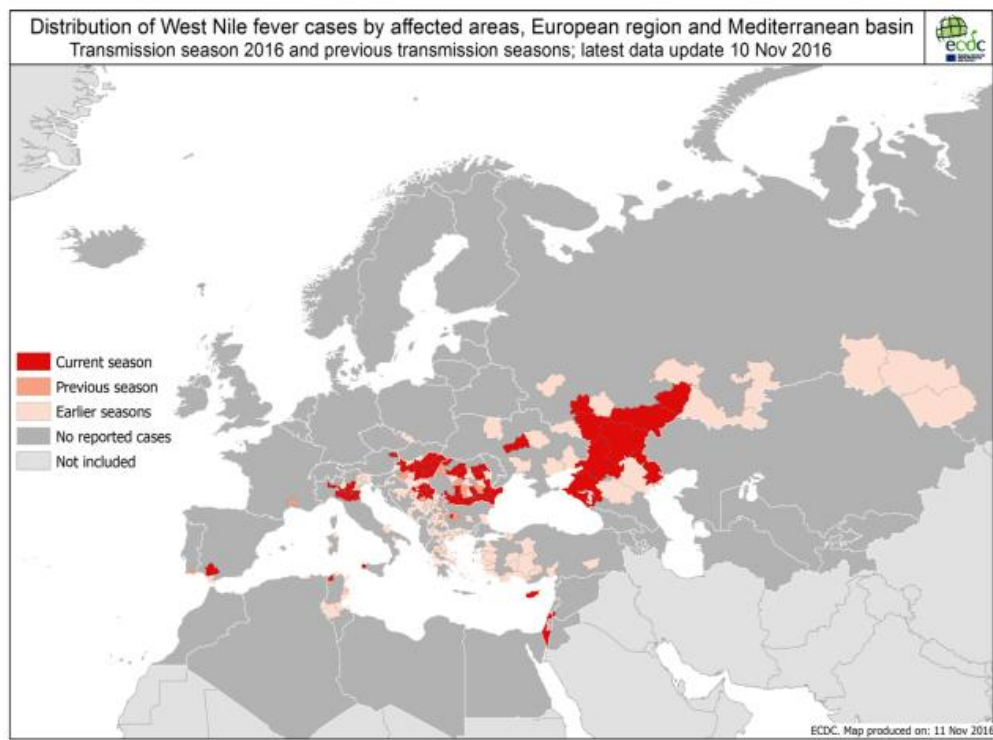 Distribution of West Nile fever cases by affected areas, European region and Mediterranean basin
Transmission season 2016 and previous transmission seasons; latest data update 10 Nov 2016
ecdc
Current season
Previous season
Earlier seasons
No reported cases
Not included
ECDC. Map produced on: 11 Nov 2016